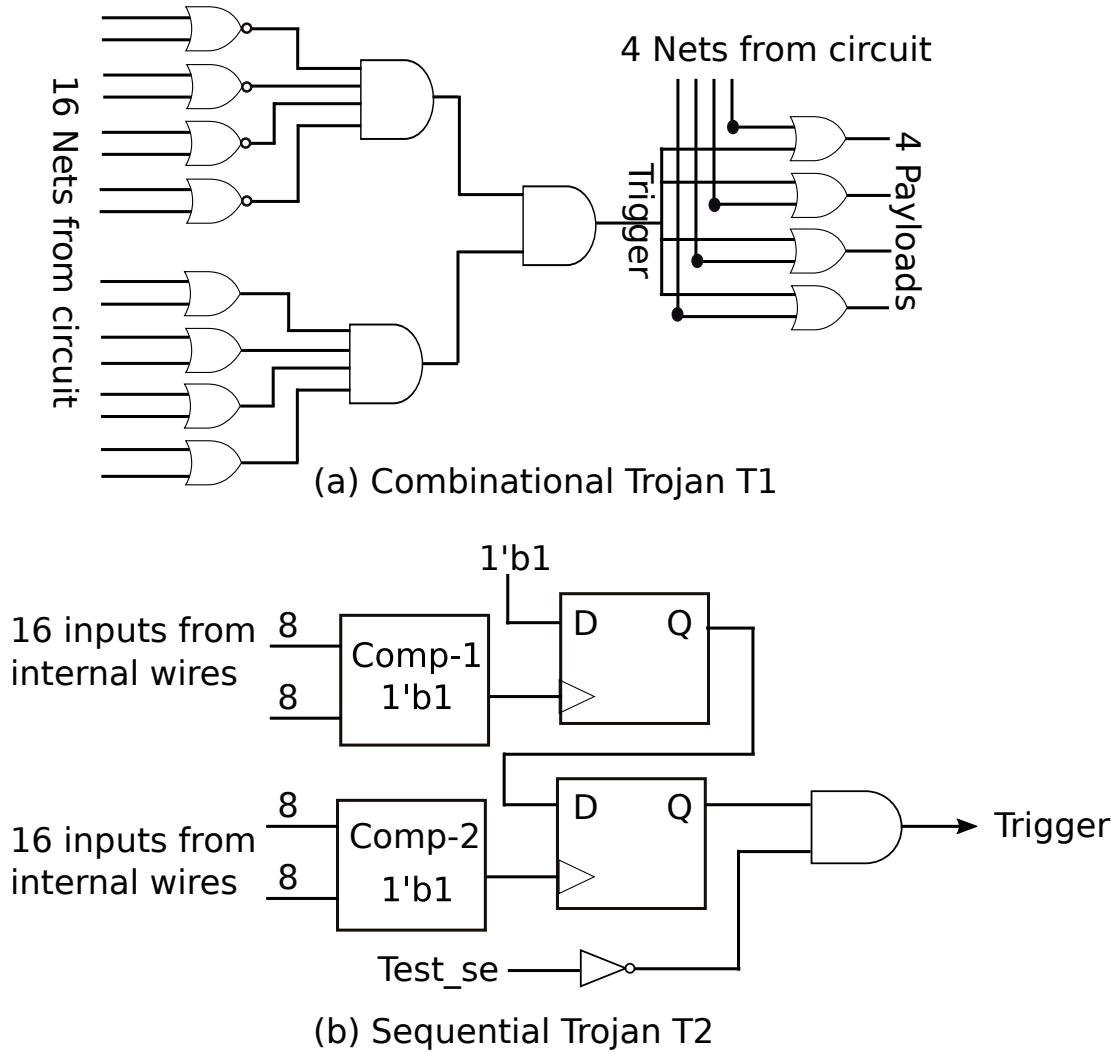 16 Nets from circuit
4 Nets from circuit
Trigger
4 Payloads
(a) Combinational Trojan T1
1'b1
16 inputs from
internal wires
8
8
Comp-1
1'b1
D
Q
16 inputs from
internal wires
8
8
Comp-2
1'b1
D
Q
Trigger
Test_se
(b) Sequential Trojan T2